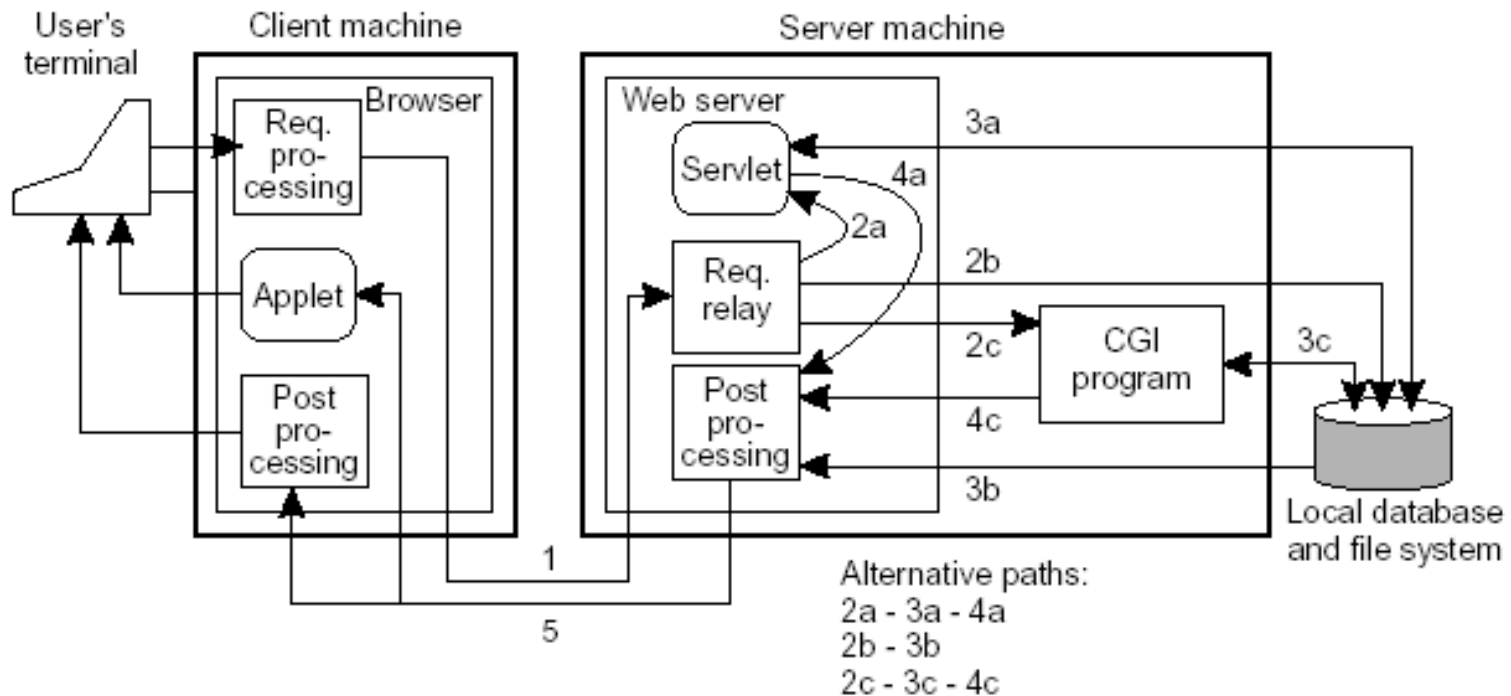 User's
terminal
Client machine
Server machine
Browser
Req.
pro-
cessing
Applet
Post
pro-
cessing
Web server
Servlet
4a
2a
Req.
relay
Post
pro-
cessing
3a
2b
2c
CGI
program
3c
4c
3b
Local database
and file system
1
5
Alternative paths:
2a - 3a - 4a
2b - 3b
2c - 3c - 4c